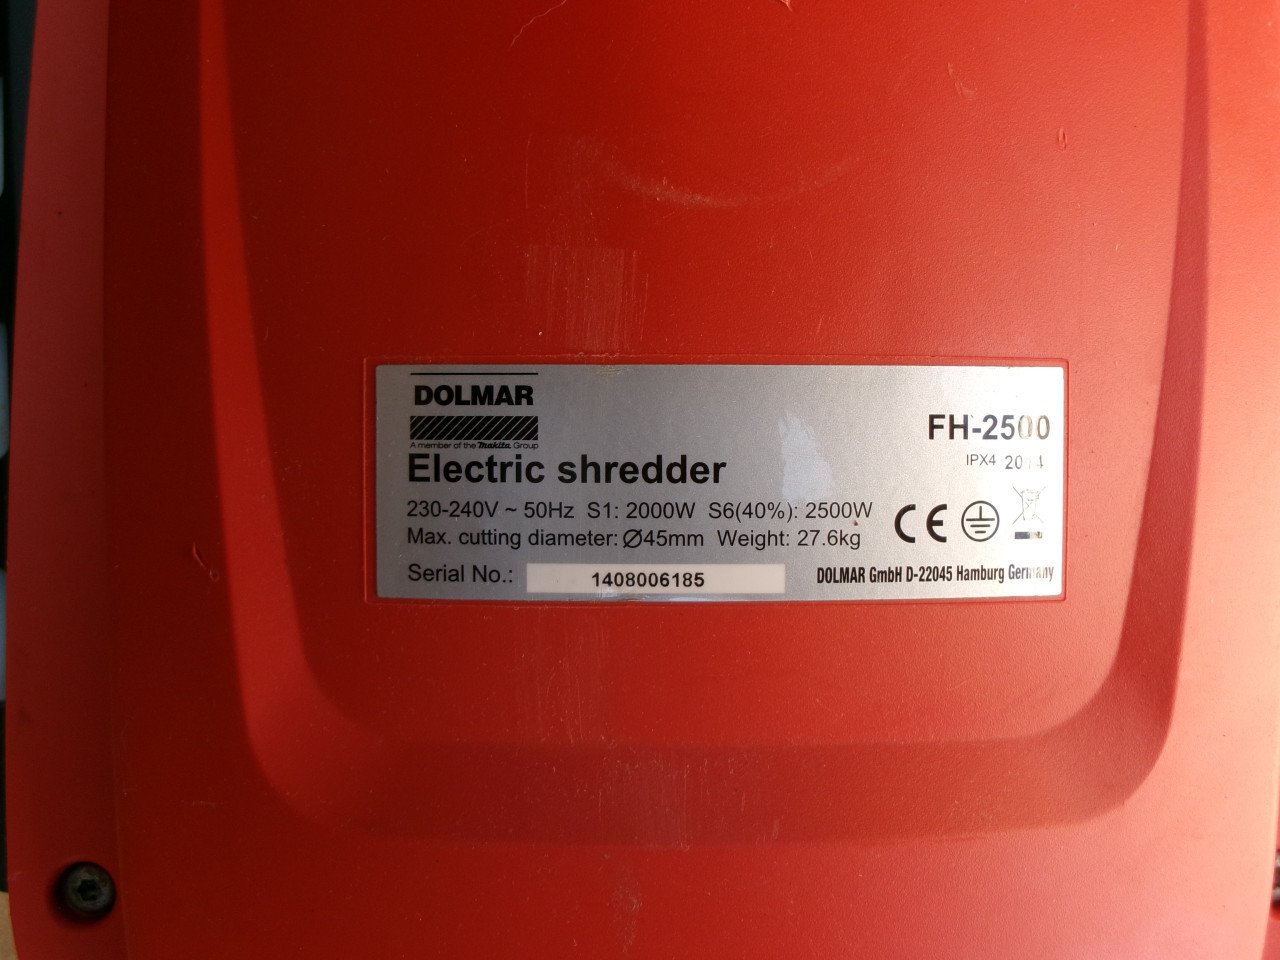 DOLMAR
A member of the Makita Group
FH-2500
IPX4 2014
Electric shredder
230-240V ~ 50Hz S1: 2000W S6(40%): 2500W
Max. cutting diameter: Ø45mm Weight: 27.6kg
CE
Serial No.: 1408006185
DOLMAR GmbH D-22045 Hamburg Germany